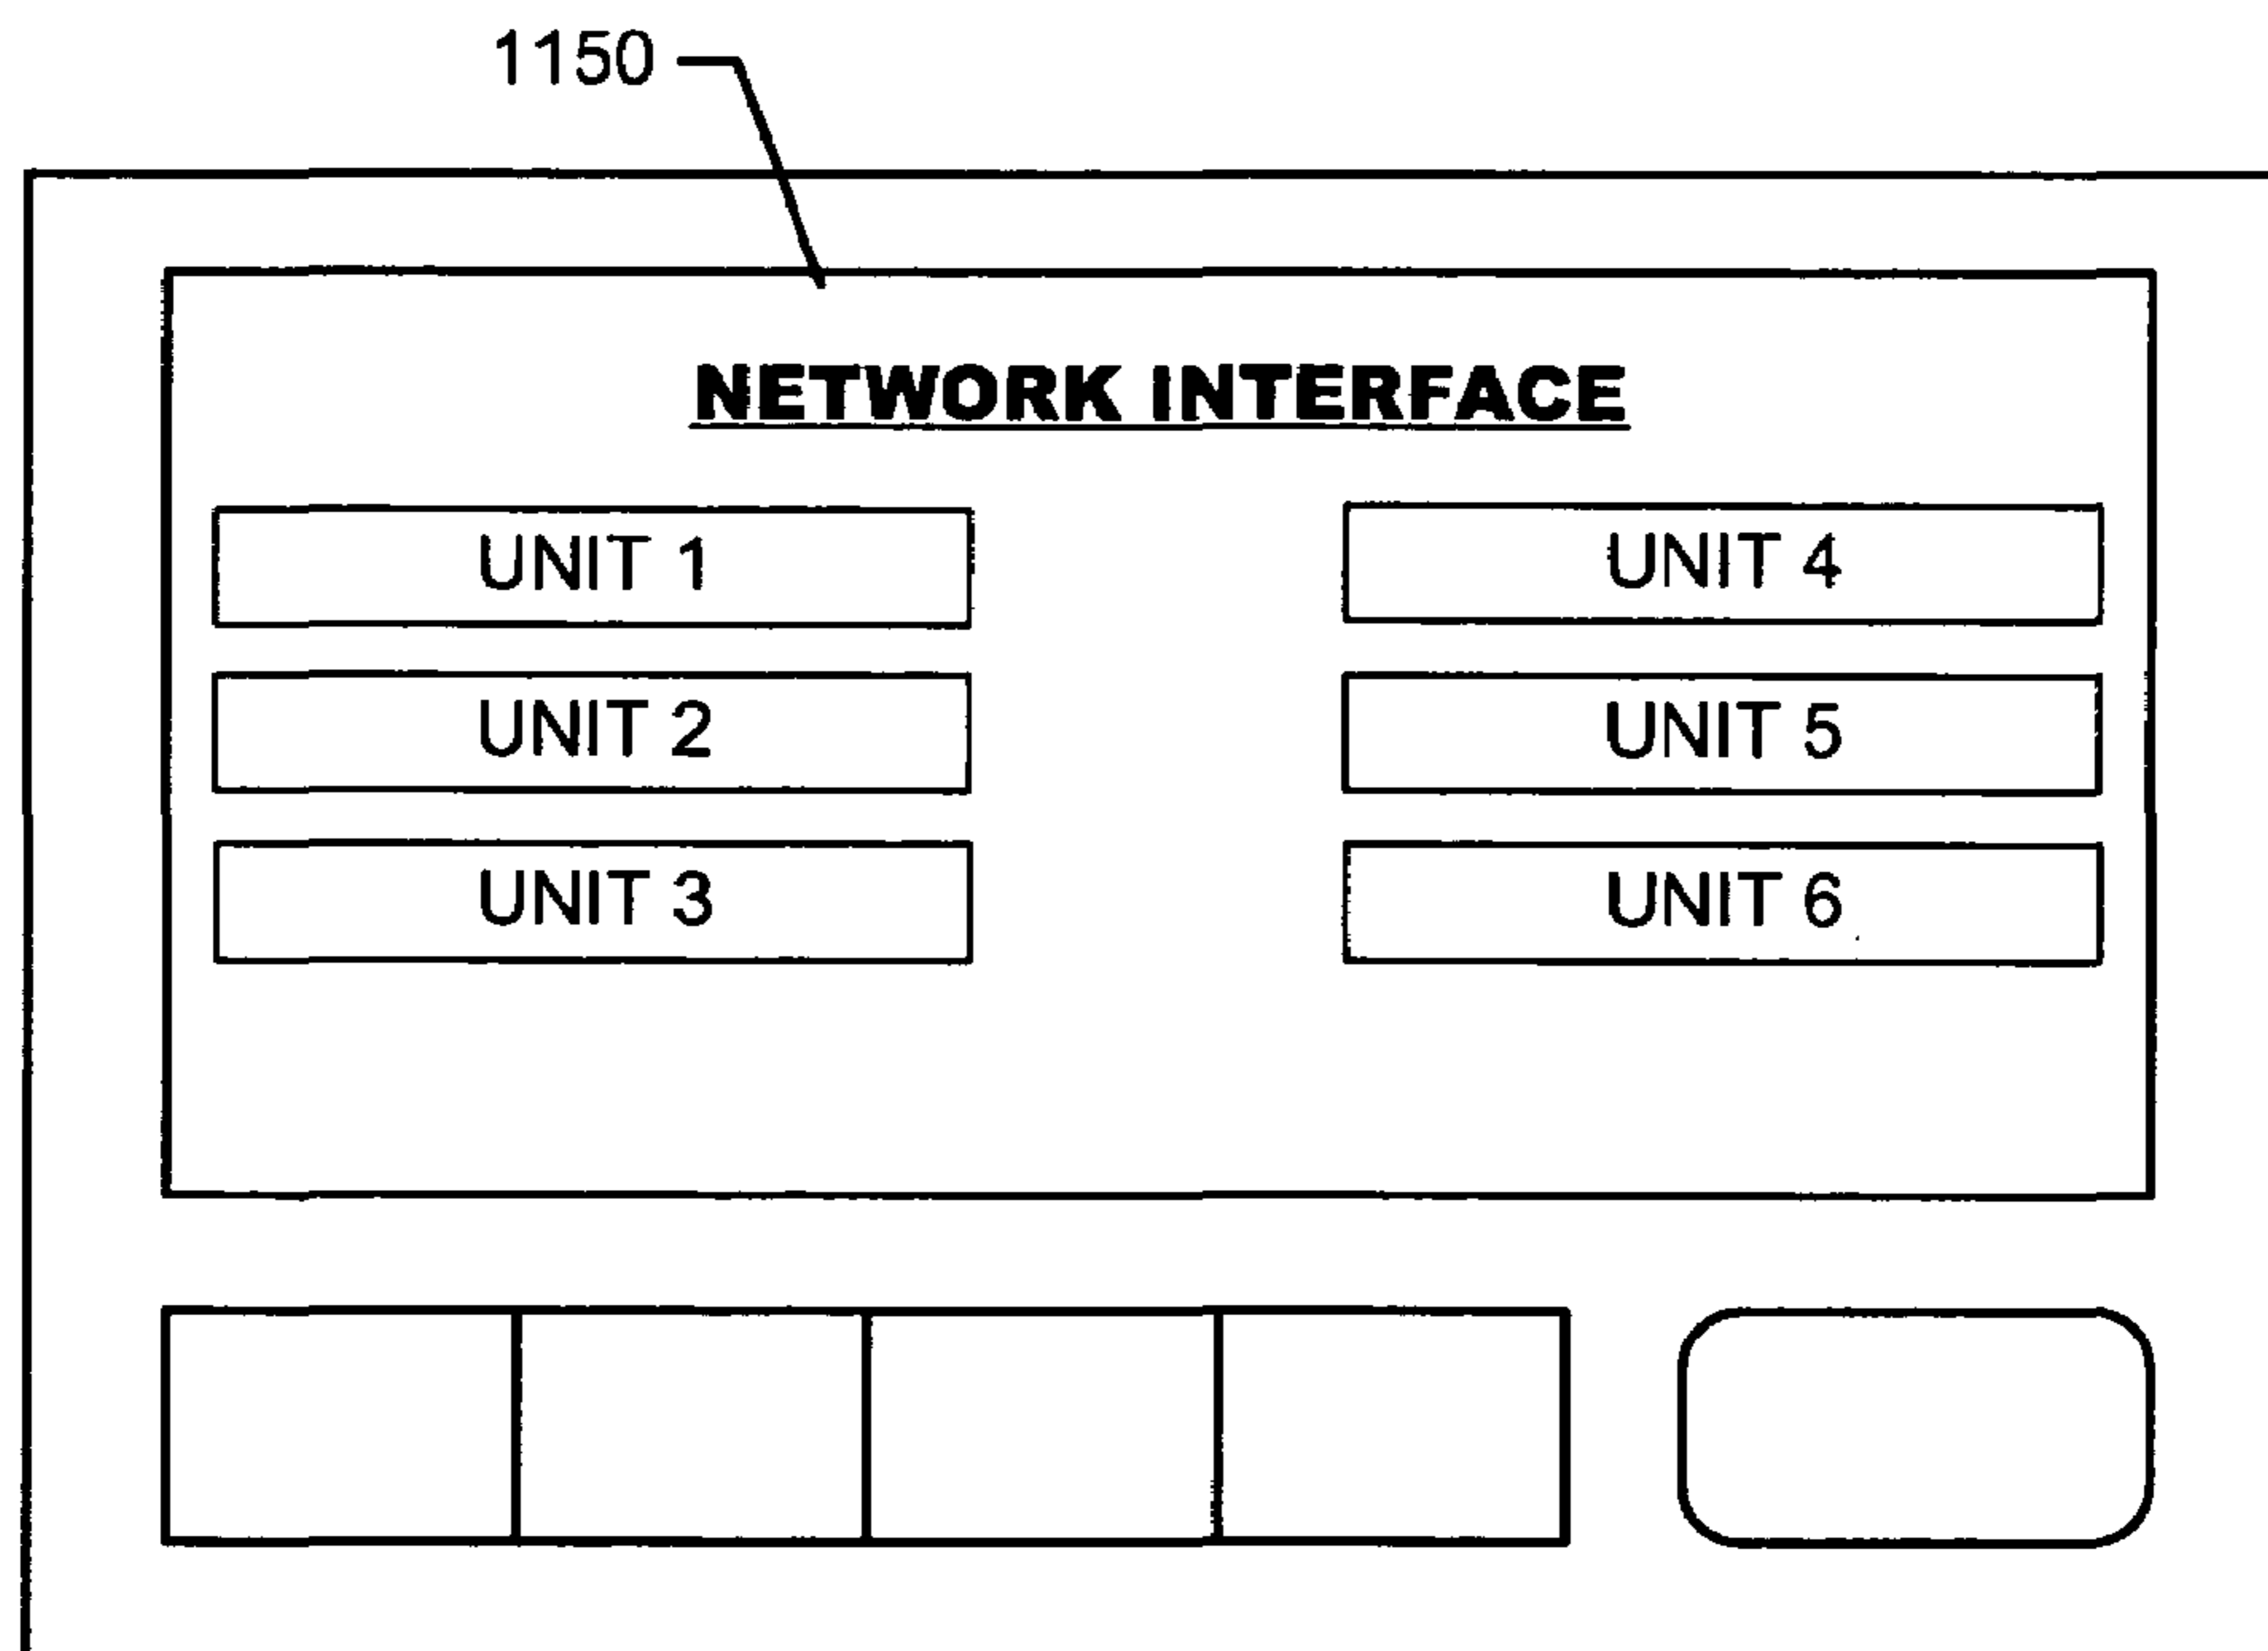 1150
NETWORK INTERFACE
UNIT 1
UNIT 2
UNIT 3
UNIT 4
UNIT 5
UNIT 6